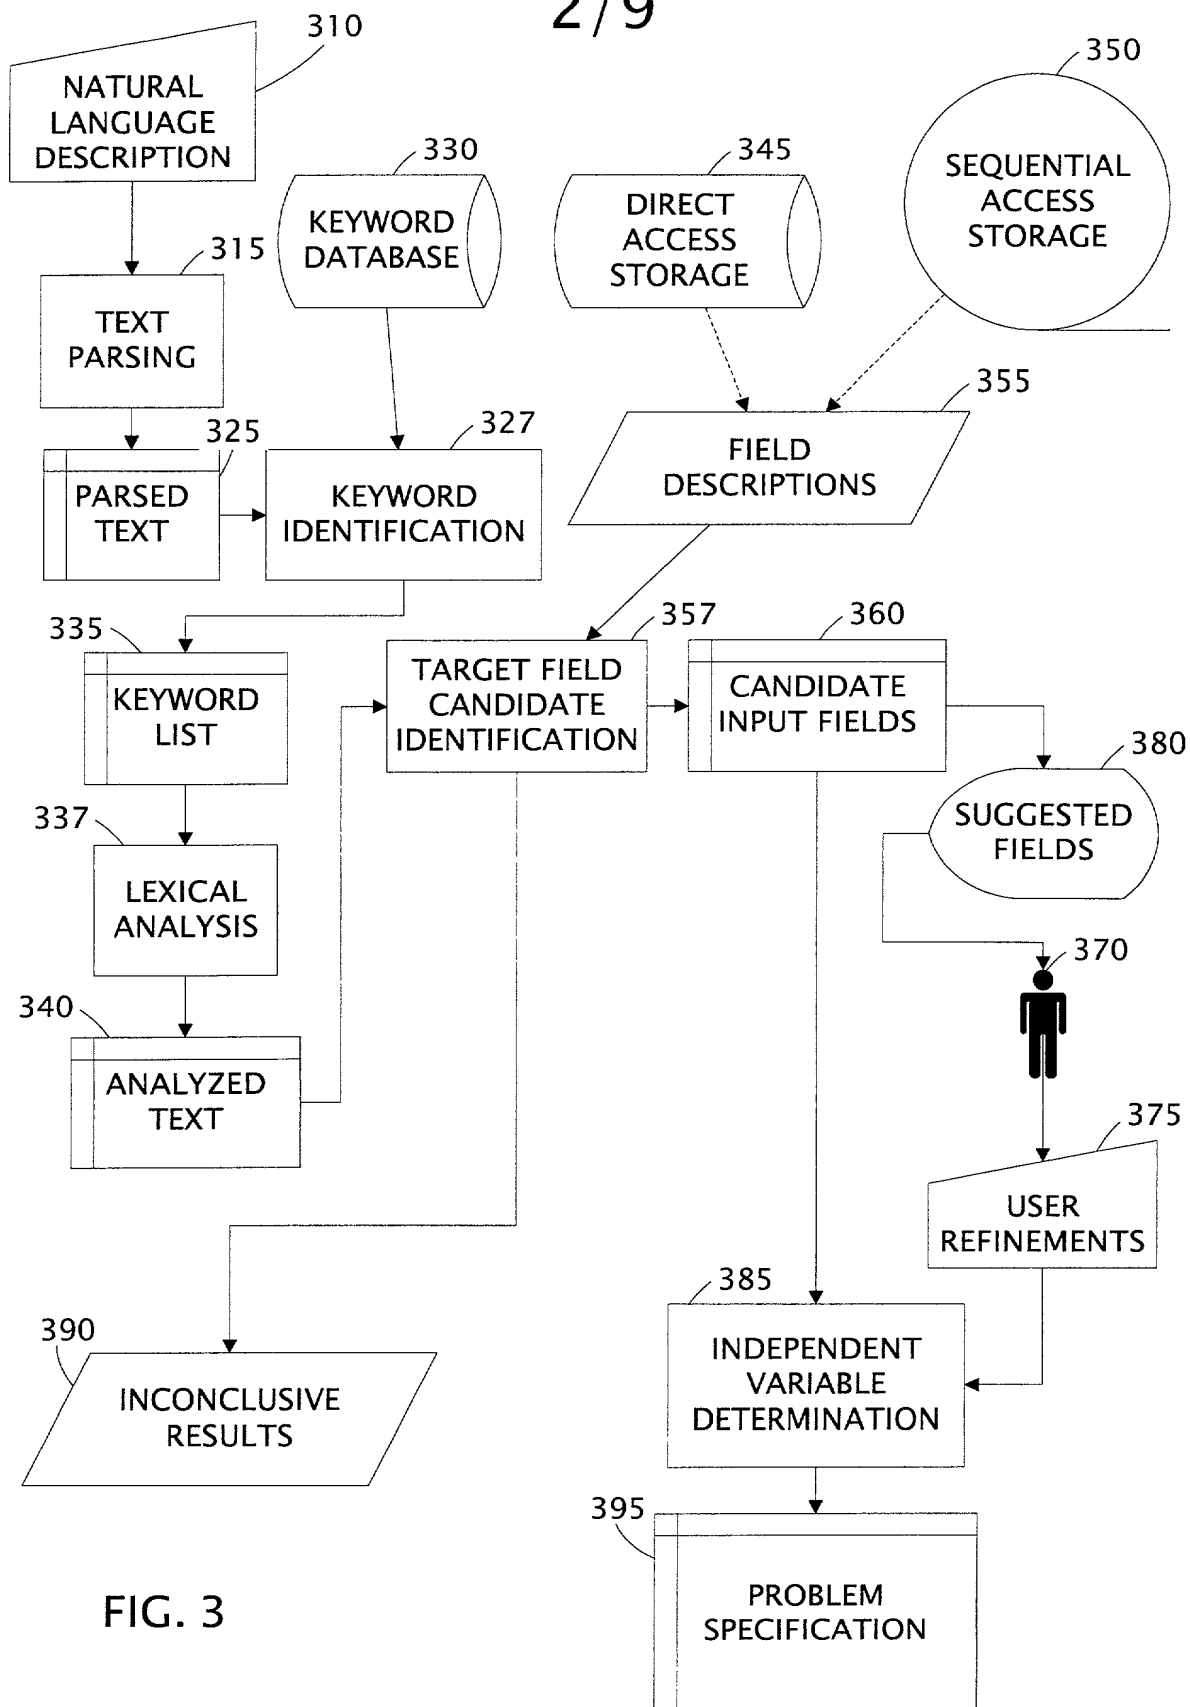 2/9
310
NATURAL
LANGUAGE
DESCRIPTION
350
SEQUENTIAL
ACCESS
STORAGE
330
KEYWORD
DATABASE
345
DIRECT
ACCESS
STORAGE
315
TEXT
PARSING
355
FIELD
DESCRIPTIONS
325
PARSED
TEXT
327
KEYWORD
IDENTIFICATION
335
KEYWORD
LIST
357
TARGET FIELD
CANDIDATE
IDENTIFICATION
360
CANDIDATE
INPUT FIELDS
380
SUGGESTED
FIELDS
337
LEXICAL
ANALYSIS
370
340
ANALYZED
TEXT
375
USER
REFINEMENTS
385
INDEPENDENT
VARIABLE
DETERMINATION
390
INCONCLUSIVE
RESULTS
395
PROBLEM
SPECIFICATION
FIG. 3